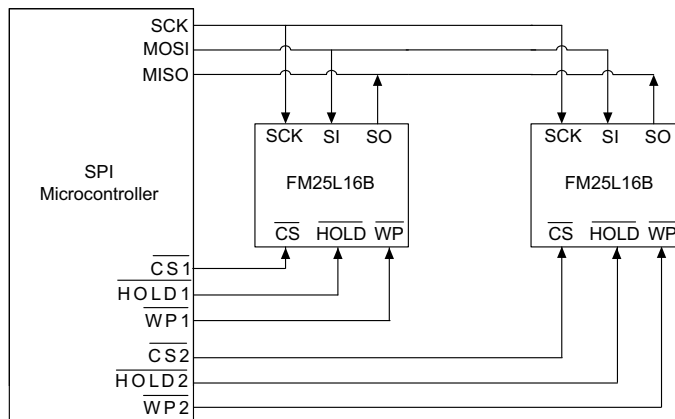 SCK
MOSI
MISO
SCK SI SO
SCK SI SO
SPI
Microcontroller
FM25L16B
FM25L16B
CS HOLD WP
CS HOLD WP
CS1
HOLD1
WP1
CS2
HOLD2
WP2